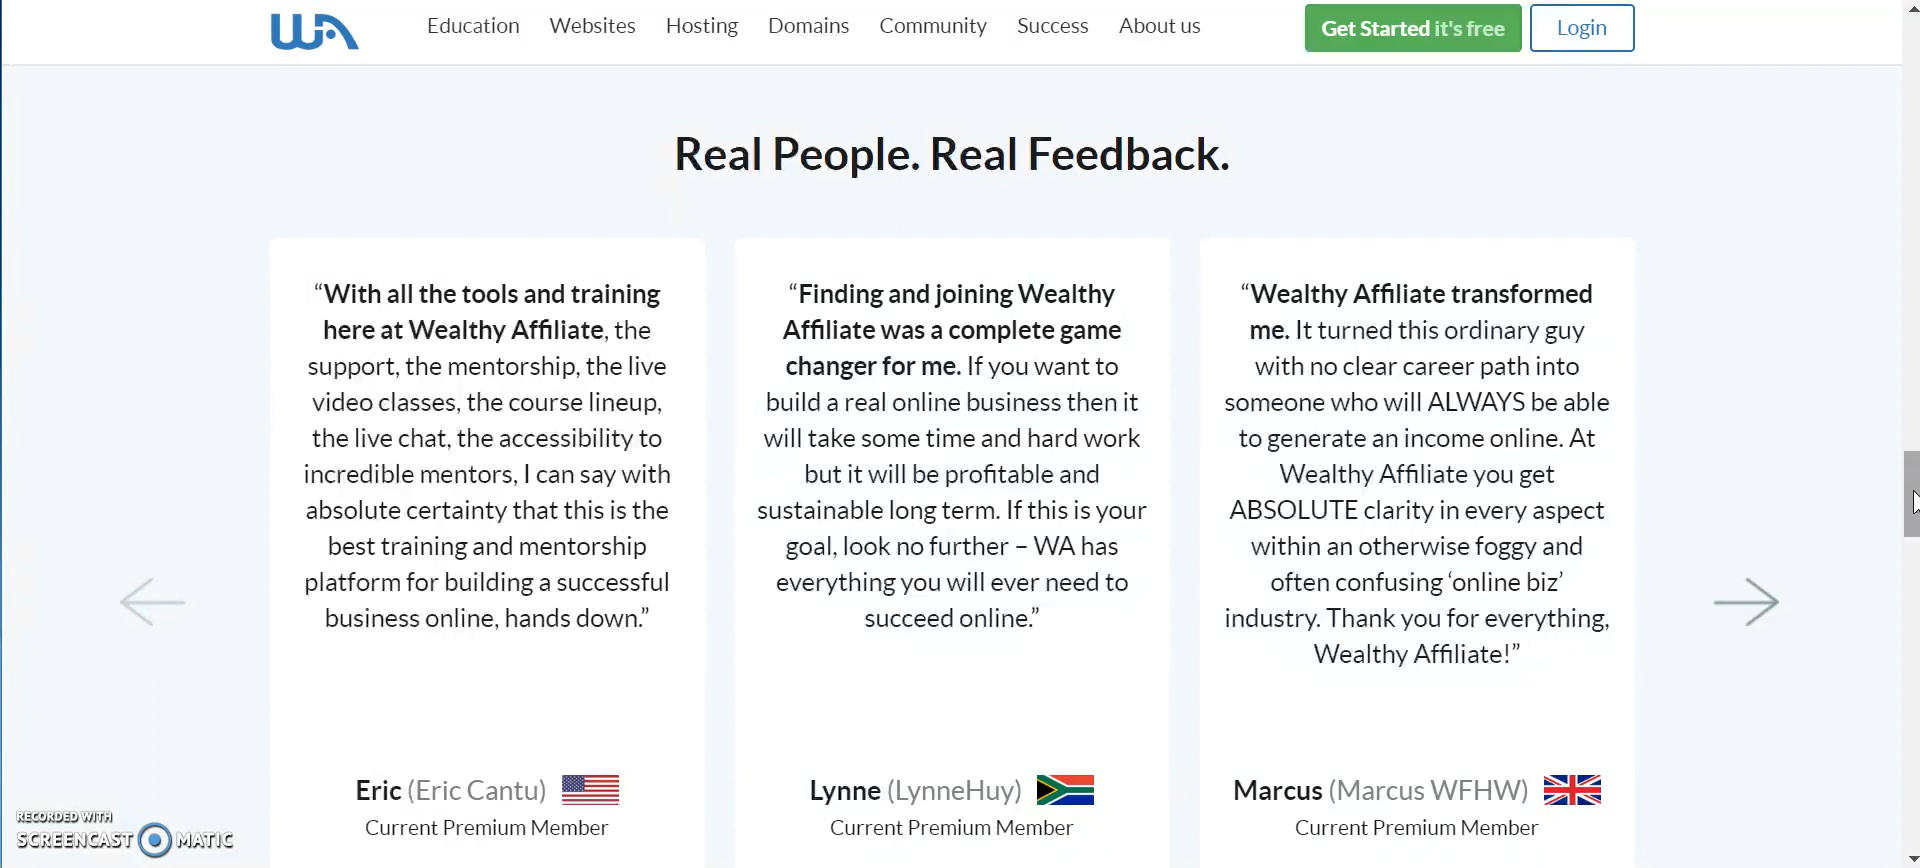 WA
Education Websites Hosting Domains Community Success About us
Get Started it's free
Login
Real People. Real Feedback.
“With all the tools and training
here at Wealthy Affiliate, the
support, the mentorship, the live
video classes, the course lineup,
the live chat, the accessibility to
incredible mentors, I can say with
absolute certainty that this is the
best training and mentorship
platform for building a successful
business online, hands down.”
Eric (Eric Cantu)
Current Premium Member
“Finding and joining Wealthy
Affiliate was a complete game
changer for me. If you want to
build a real online business then it
will take some time and hard work
but it will be profitable and
sustainable long term. If this is your
goal, look no further – WA has
everything you will ever need to
succeed online.”
Lynne (LynneHuy)
Current Premium Member
“Wealthy Affiliate transformed
me. It turned this ordinary guy
with no clear career path into
someone who will ALWAYS be able
to generate an income online. At
Wealthy Affiliate you get
ABSOLUTE clarity in every aspect
within an otherwise foggy and
often confusing ‘online biz’
industry. Thank you for everything,
Wealthy Affiliate!”
Marcus (Marcus WFHW)
Current Premium Member
RECORDED WITH
SCREENCAST MATIC